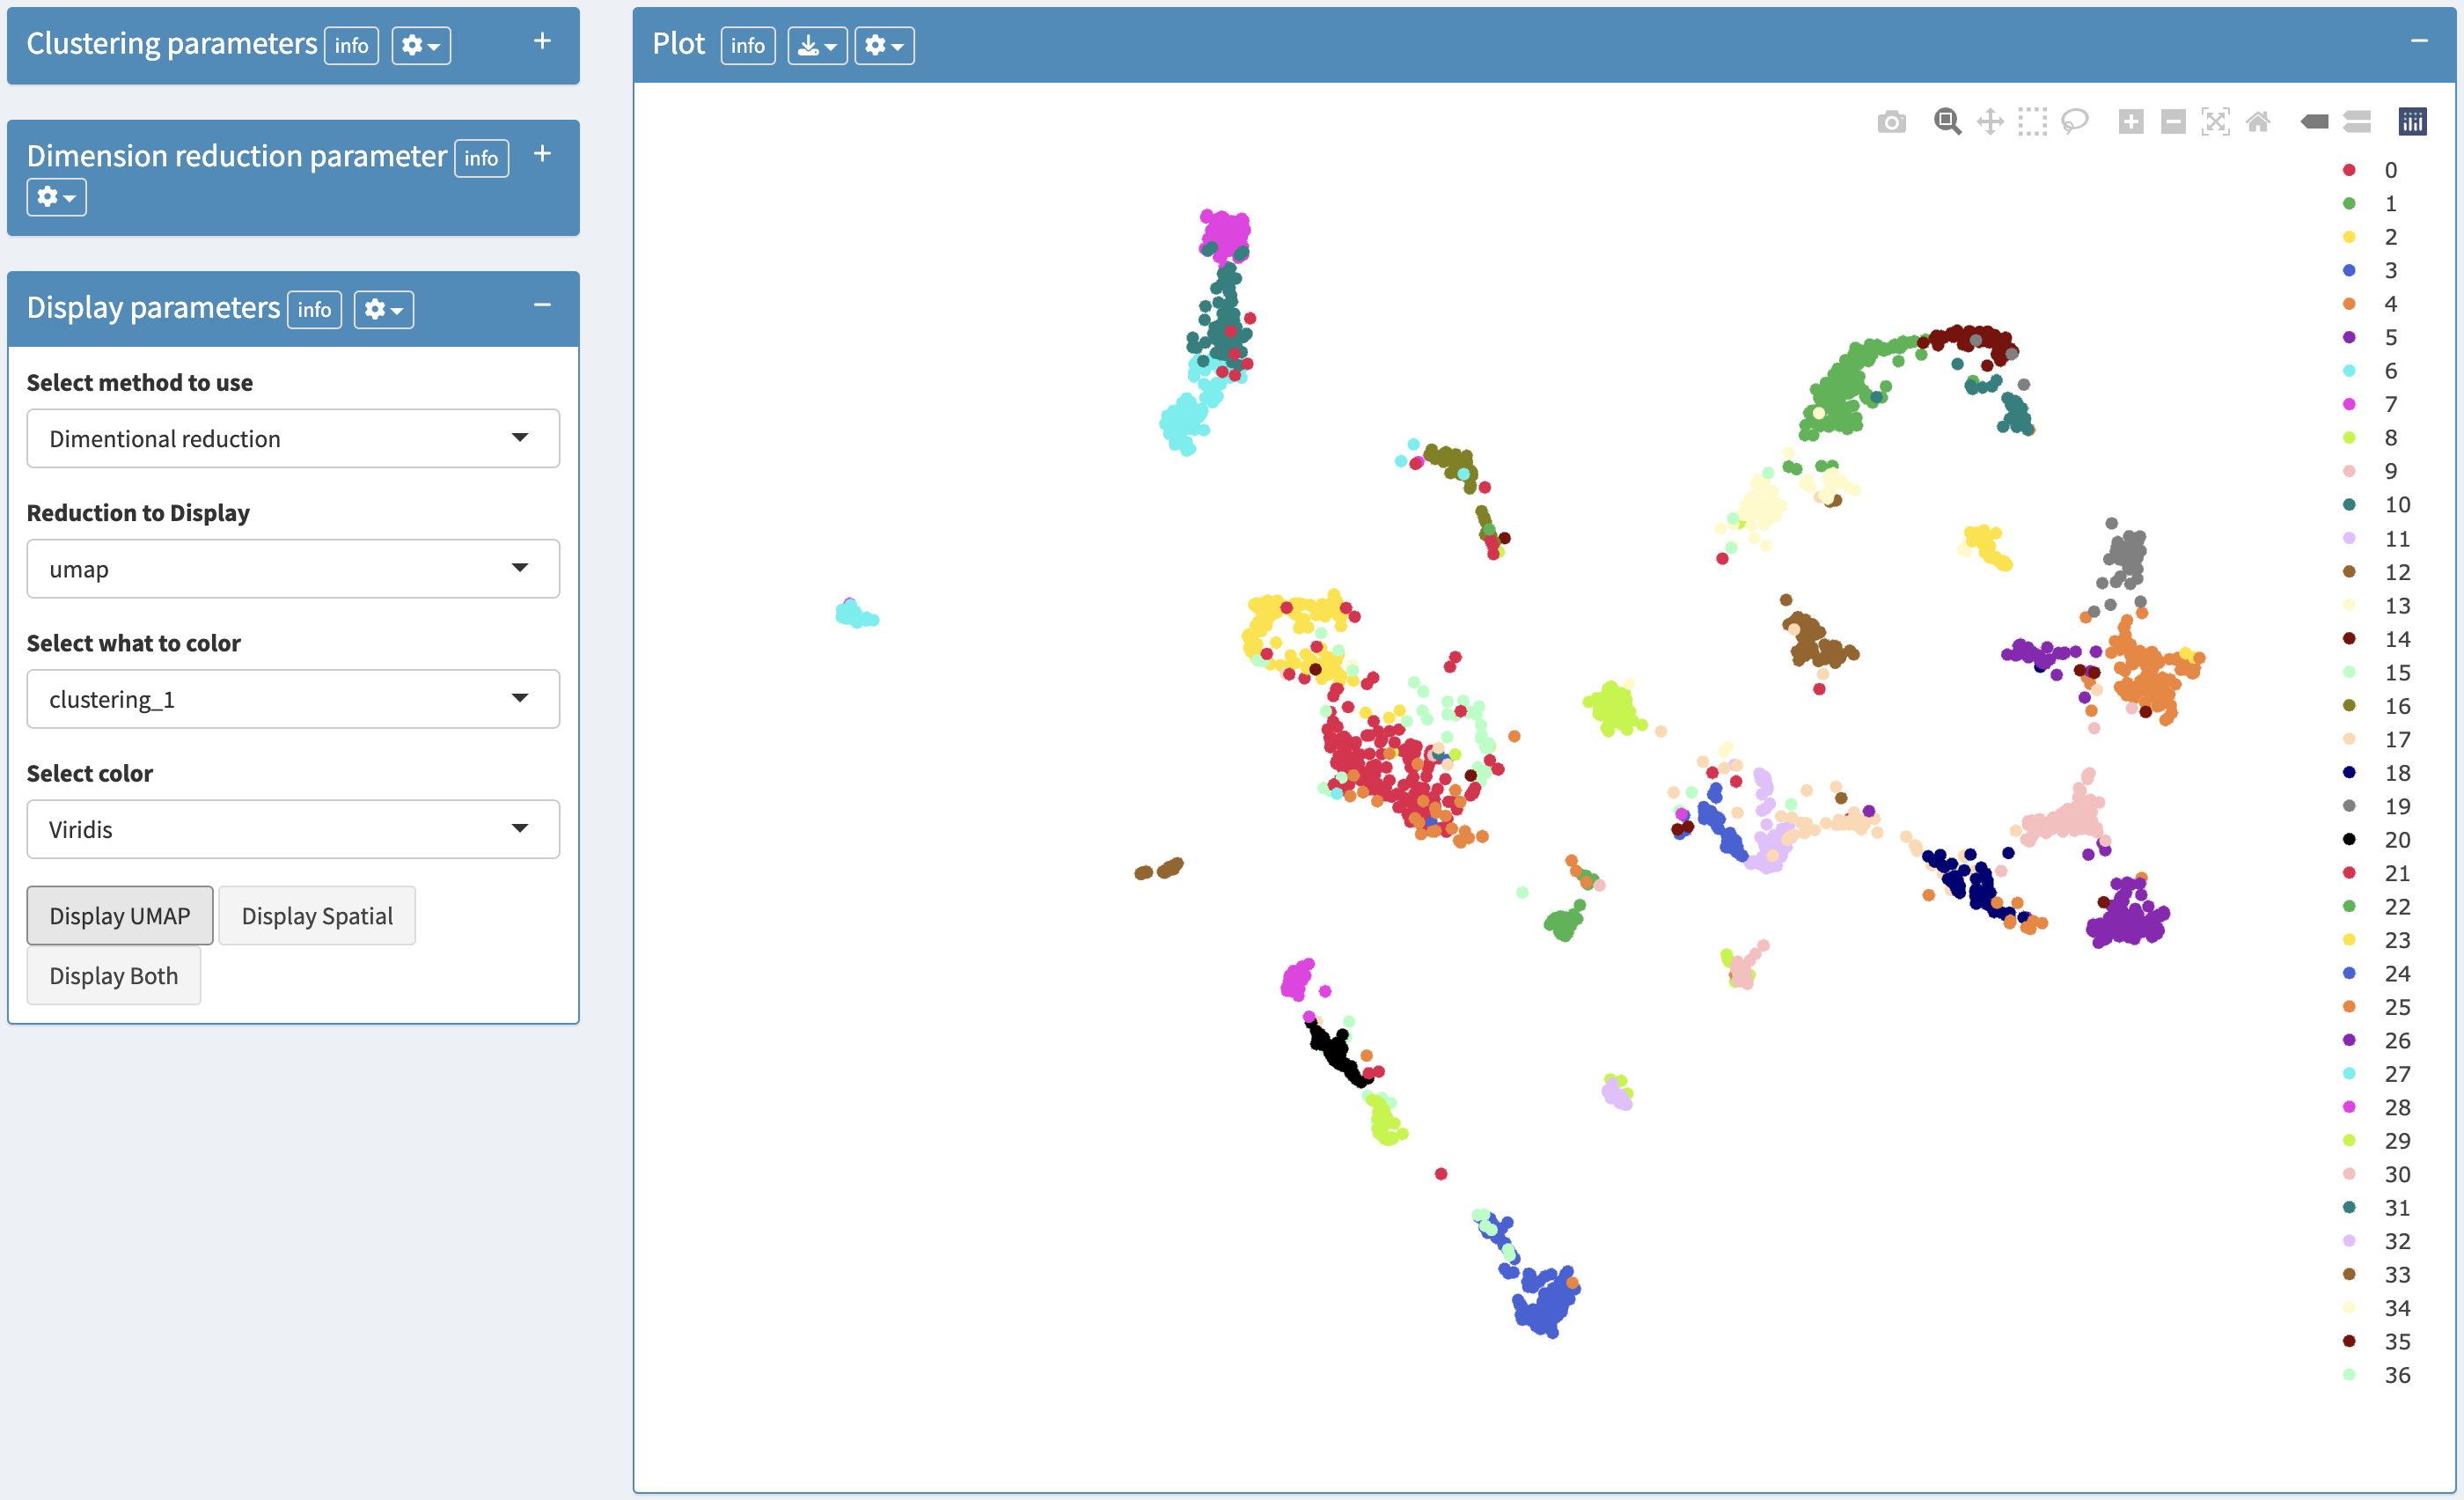 Clustering parameters info
Dimension reduction parameter info
Display parameters info
Select method to use
Dimentional reduction
Reduction to Display
umap
Select what to color
clustering_1
Select color
Viridis
Display UMAP Display Spatial
Display Both
Plot info
0
1
2
3
4
5
6
7
8
9
10
11
12
13
14
15
16
17
18
19
20
21
22
23
24
25
26
27
28
29
30
31
32
33
34
35
36